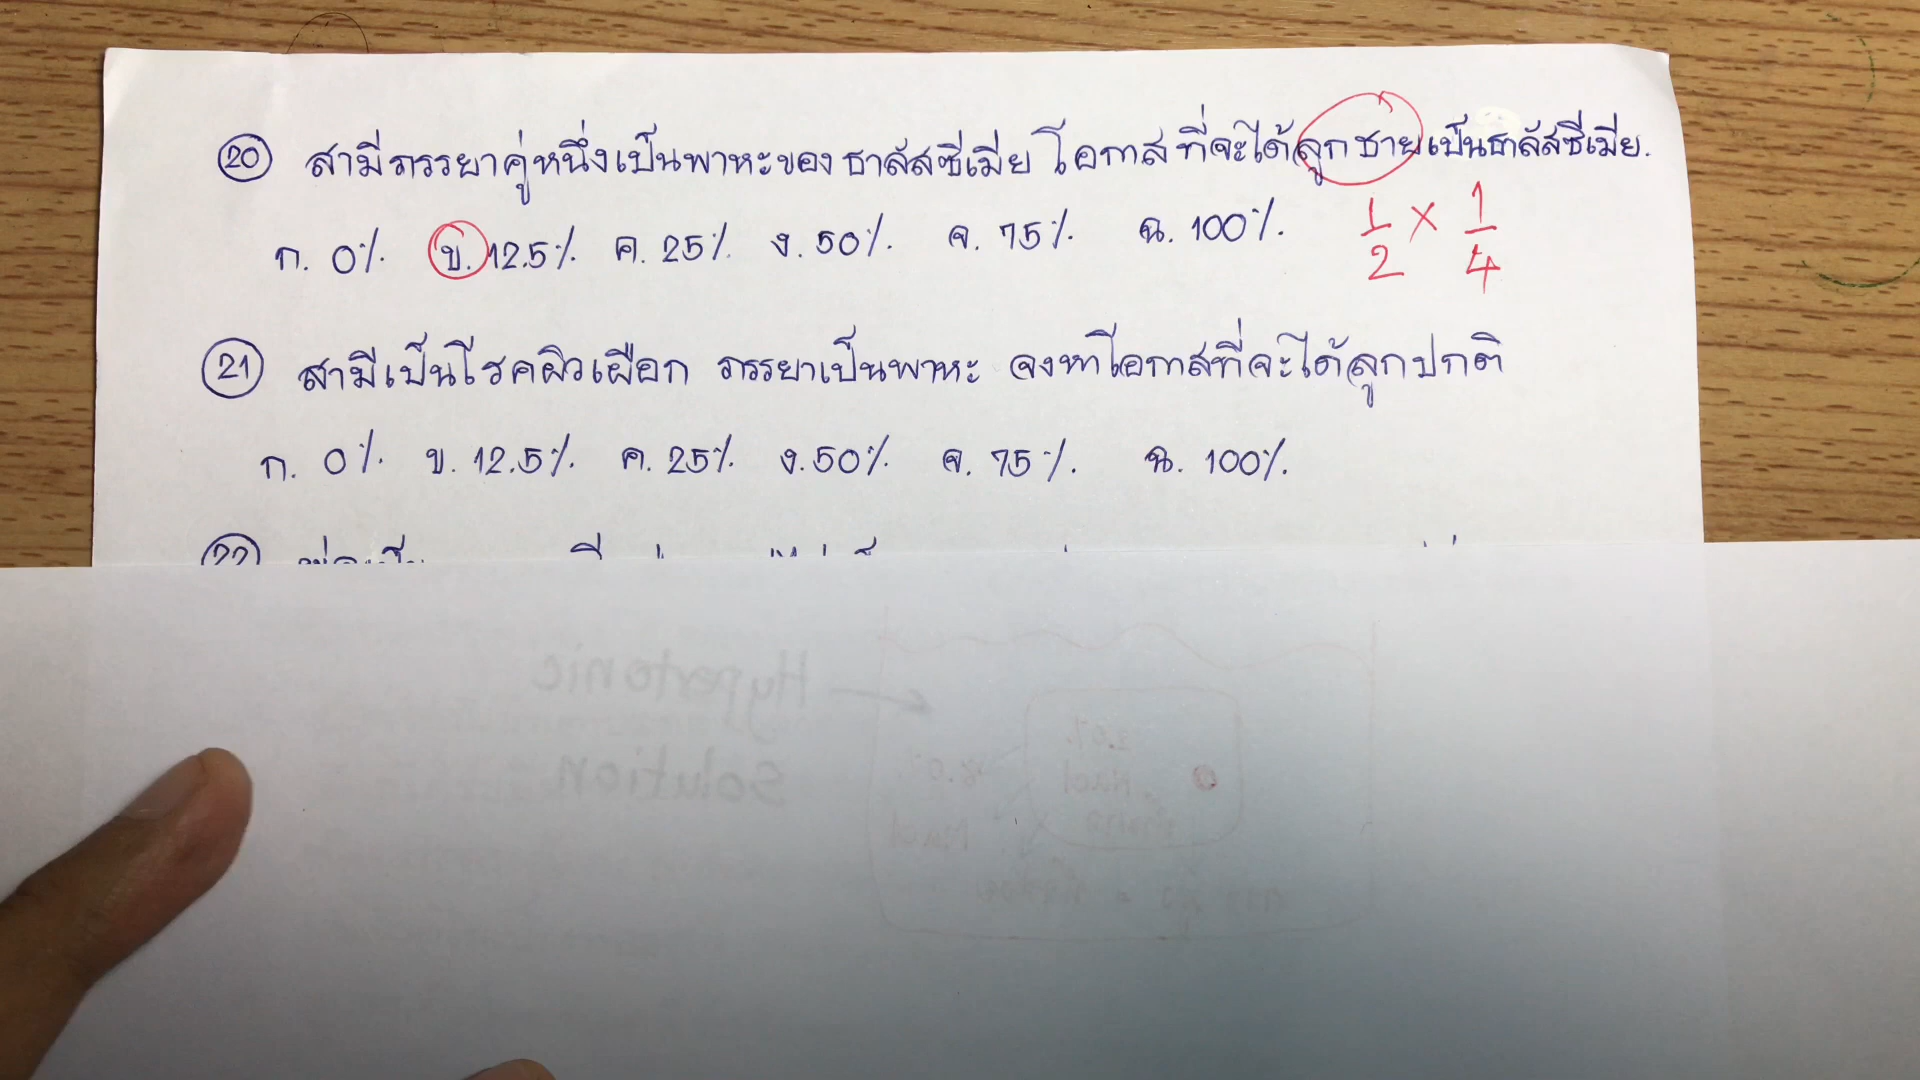 20 สามีภรรยาคู่หนึ่งเป็นพาหะของธาลัสซีเมีย โอกาสที่จะได้ลูกชายเป็นธาลัสซีเมีย.
ก. 0% ข. 12.5% ค. 25% ง. 50% จ. 75% ฉ. 100% 1/2 × 1/4
21 สามีเป็นโรคผิวเผือก ภรรยาเป็นพาหะ จงหาโอกาสที่จะได้ลูกปกติ
ก. 0% ข. 12.5% ค. 25% ง. 50% จ. 75% ฉ. 100%
22
Hypertonic
Solution